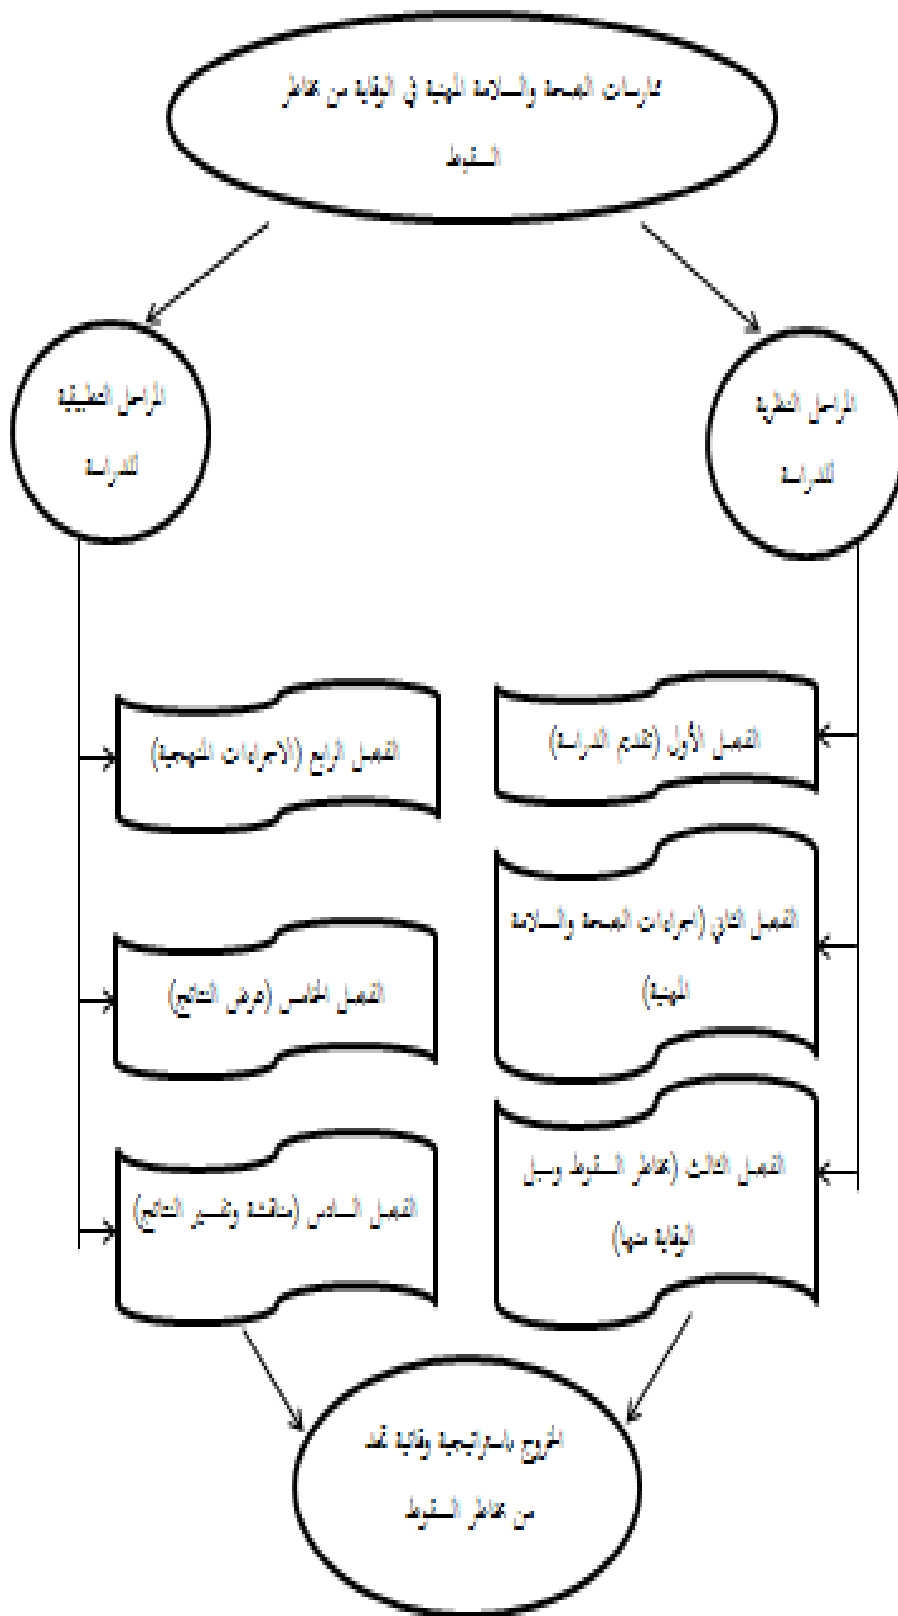 ممارسات الصحة والسلامة المهنية في الوقاية من مخاطر
السقوط
المراحل النظرية
للدراسة
المراحل التطبيقية
للدراسة
الفصل الأول (تقديم الدراسة)
الفصل الثاني (اجراءات الصحة والسلامة
المهنية)
الفصل الثالث (مخاطر السقوط وسبل
الوقاية منها)
الفصل الرابع (الاجراءات المنهجية)
الفصل الخامس (عرض النتائج)
الفصل السادس (مناقشة وتفسير النتائج)
الخروج باستراتيجية وقائية تحد
من مخاطر السقوط